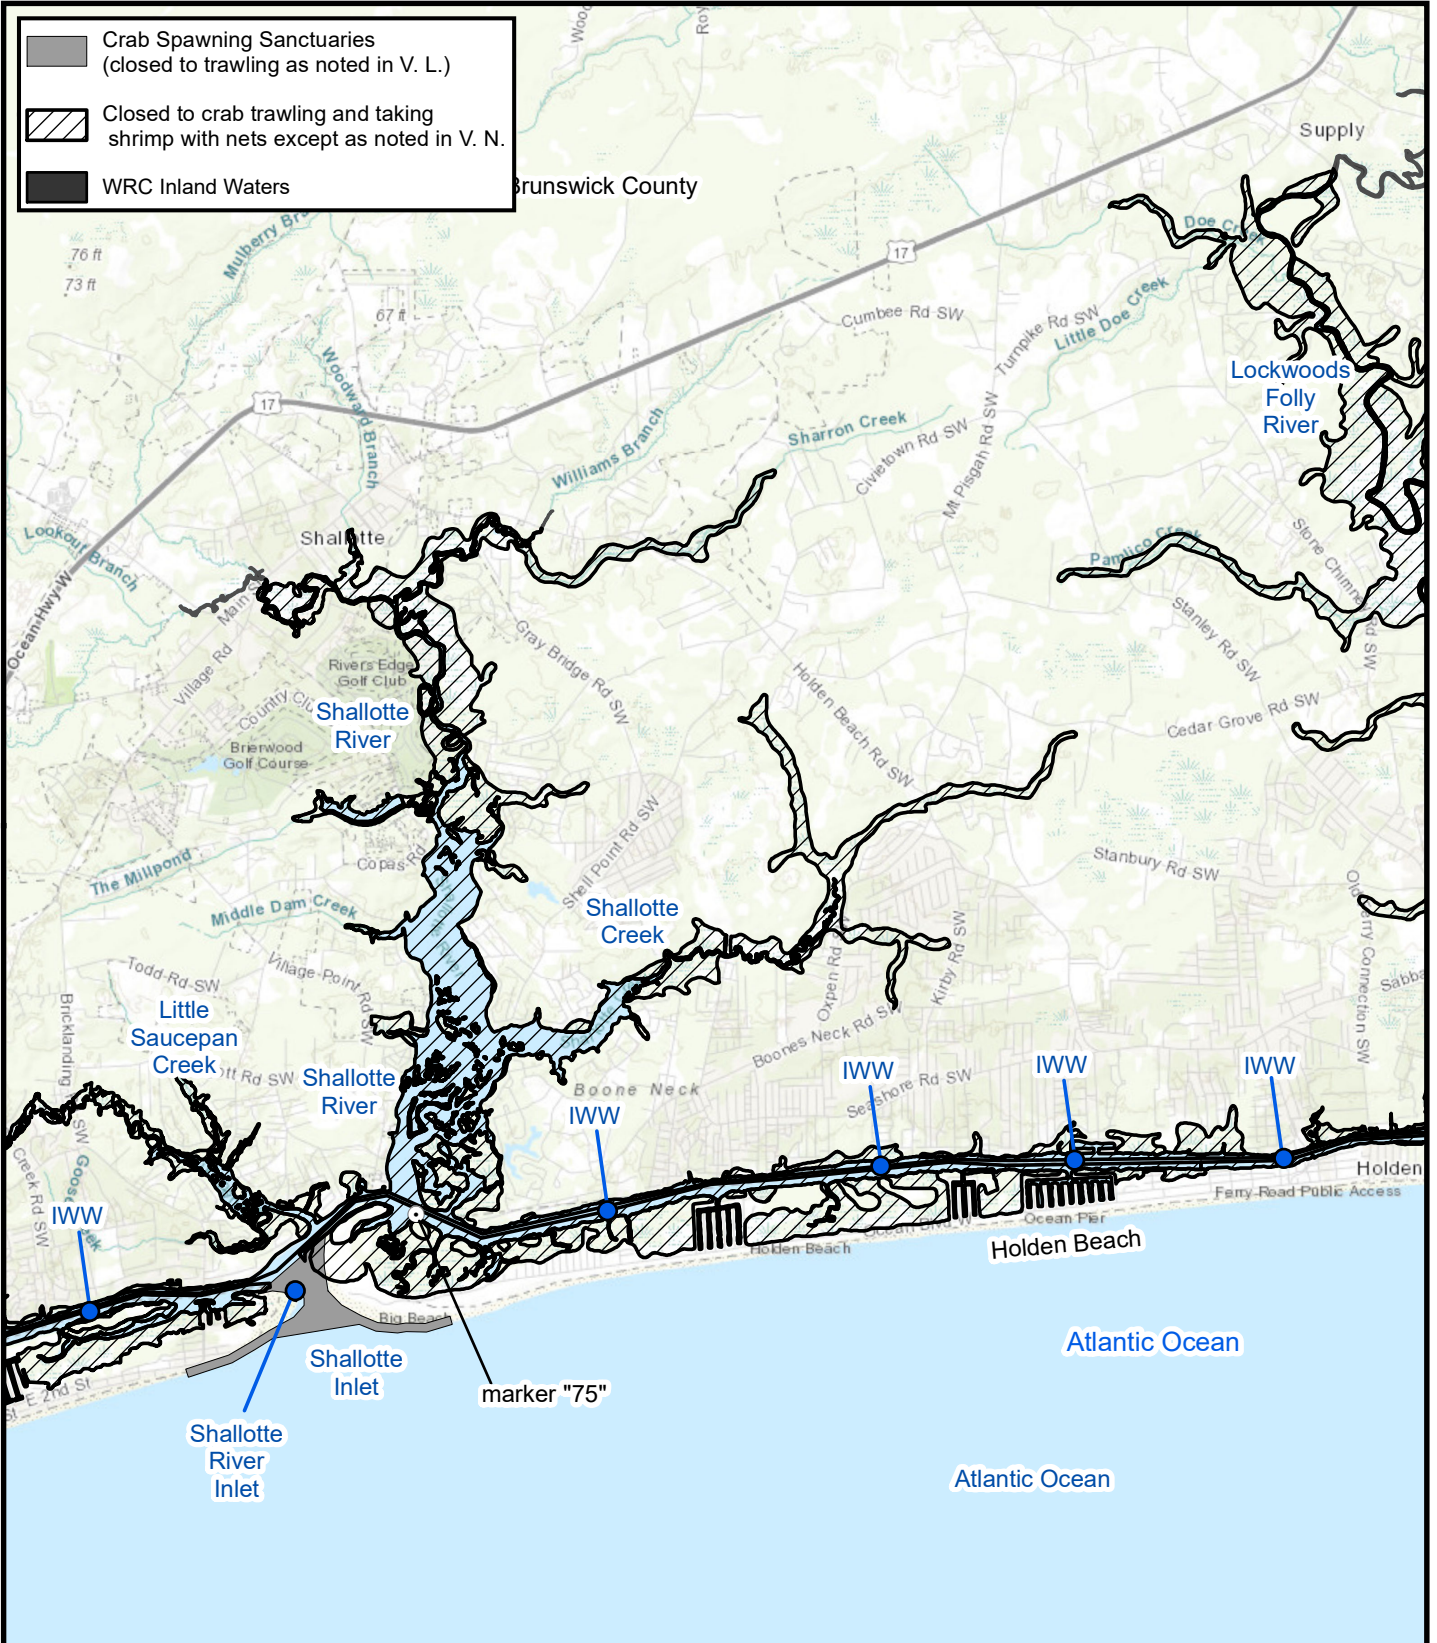 Crab Spawning Sanctuaries
(closed to trawling as noted in V. L.)
Closed to crab trawling and taking
shrimp with nets except as noted in V. N.
WRC Inland Waters
Brunswick County
Supply
Mulberry Bra
76 ft
73 ft
67 ft
17
17
Doe Creek
Little Doe Creek
Cumbee Rd SW
Turnpike Rd SW
Woodward Branch
Williams Branch
Sharron Creek
Civietown Rd SW
Mt Pisgah Rd SW
Lockwoods
Folly
River
Lookout Branch
Shallotte
Pamlico Creek
Stone Chimney Rd SW
Ocean Hwy W
Main
Village Rd
Rivers Edge
Golf Club
Country Club
Gray Bridge Rd SW
Stanley Rd SW
Shallotte
River
Holden Beach Rd SW
Cedar Grove Rd SW
Brierwood
Golf Course
Copas Rd
The Millpond
Middle Dam Creek
Shell Point Rd SW
Stanbury Rd SW
Shallotte
Creek
Todd Rd SW
Village Point Rd SW
Oxpen Rd
Kirby Rd SW
Sabba
Little
Saucepan
Creek
Bricklanding
SW
Boones Neck Rd SW
Seashore Rd SW
Shallotte
River
Boone Neck
IWW
IWW
IWW
IWW
Creek Rd SW
IWW
Holden
Ferry Road Public Access
Ocean Pier
Ocean Blvd W
Holden Beach
Holden Beach
Big Beach
Shallotte
Inlet
E 2nd St
St
marker "75"
Atlantic Ocean
Shallotte
River
Inlet
Atlantic Ocean